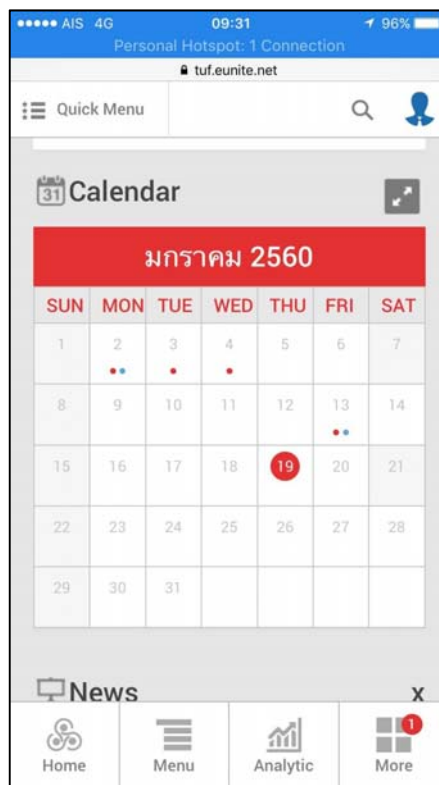 AIS 4G 09:31 96%
Personal Hotspot: 1 Connection
tuf.eunite.net
Quick Menu
31 Calendar
มกราคม 2560
SUN MON TUE WED THU FRI SAT
1 2 3 4 5 6 7
8 9 10 11 12 13 14
15 16 17 18 19 20 21
22 23 24 25 26 27 28
29 30 31
News x
1
Home Menu Analytic More